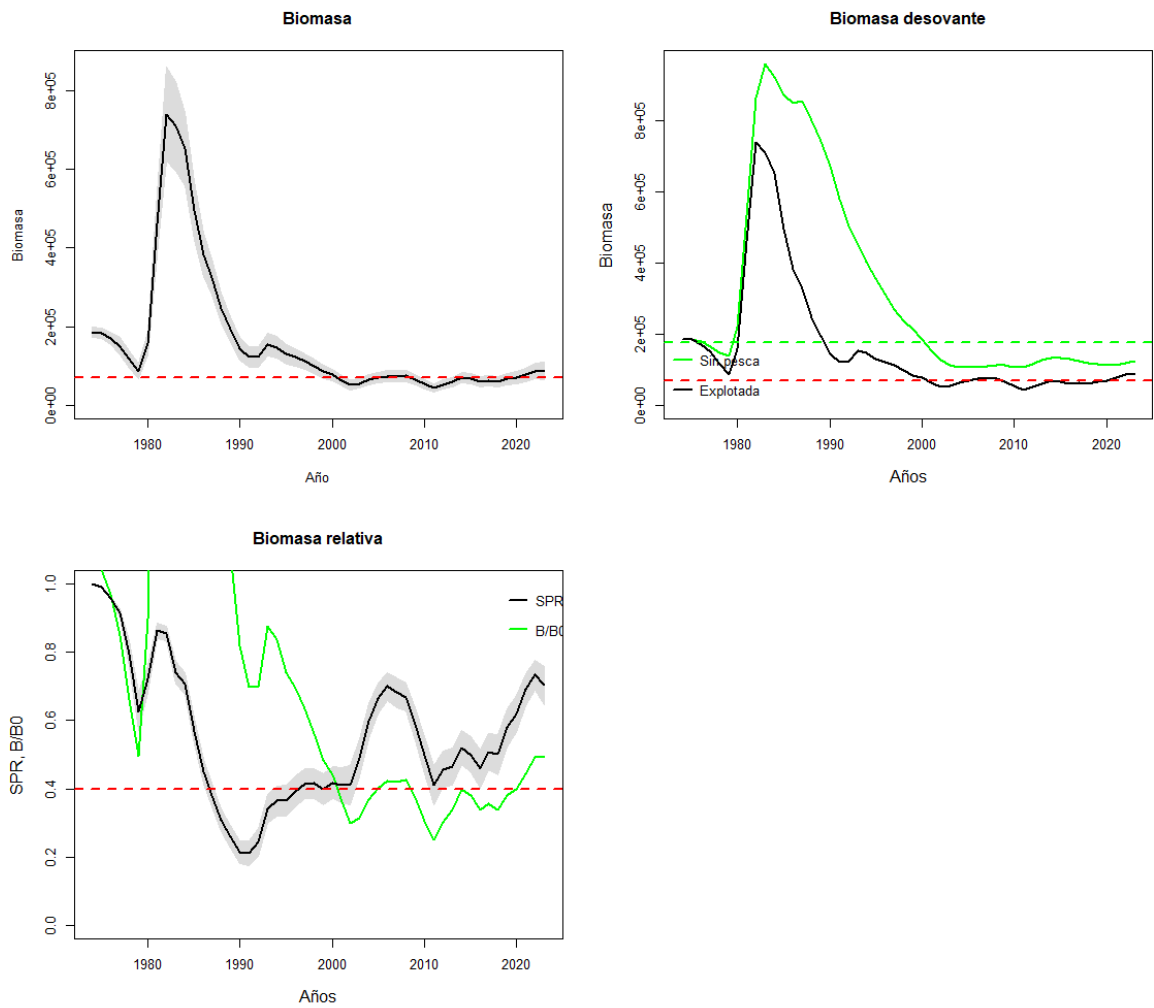 Biomasa
Biomasa
8e+05
6e+05
4e+05
2e+05
0e+00
1980 1990 2000 2010 2020
Año
Biomasa desovante
Biomasa
8e+05
6e+05
4e+05
2e+05
0e+00
Sin pesca
Explotada
1980 1990 2000 2010 2020
Años
Biomasa relativa
SPR, B/B0
1.0
0.8
0.6
0.4
0.2
0.0
SPR
B/B0
1980 1990 2000 2010 2020
Años